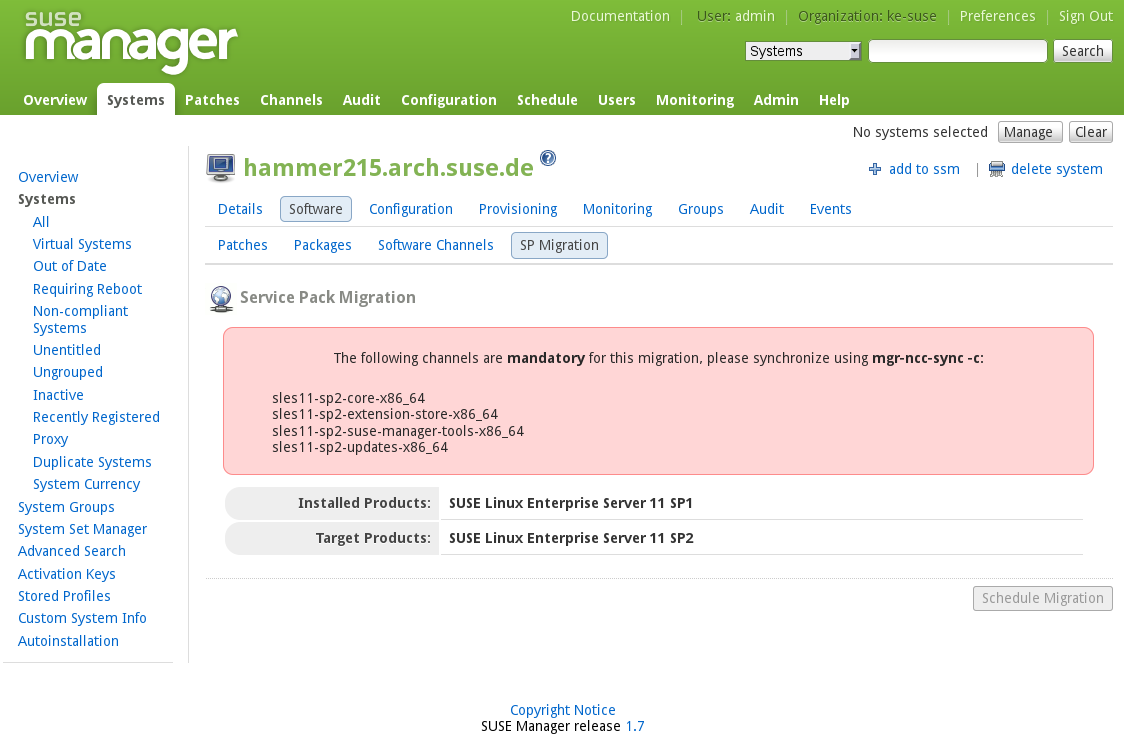 suse
manager
Documentation | User: admin | Organization: ke-suse | Preferences | Sign Out
Systems Search
Overview Systems Patches Channels Audit Configuration Schedule Users Monitoring Admin Help
No systems selected Manage Clear
Overview
Systems
All
Virtual Systems
Out of Date
Requiring Reboot
Non-compliant
Systems
Unentitled
Ungrouped
Inactive
Recently Registered
Proxy
Duplicate Systems
System Currency
System Groups
System Set Manager
Advanced Search
Activation Keys
Stored Profiles
Custom System Info
Autoinstallation
hammer215.arch.suse.de ?
add to ssm | delete system
Details Software Configuration Provisioning Monitoring Groups Audit Events
Patches Packages Software Channels SP Migration
Service Pack Migration
The following channels are mandatory for this migration, please synchronize using mgr-ncc-sync -c:
sles11-sp2-core-x86_64
sles11-sp2-extension-store-x86_64
sles11-sp2-suse-manager-tools-x86_64
sles11-sp2-updates-x86_64
Installed Products: SUSE Linux Enterprise Server 11 SP1
Target Products: SUSE Linux Enterprise Server 11 SP2
Schedule Migration
Copyright Notice
SUSE Manager release 1.7